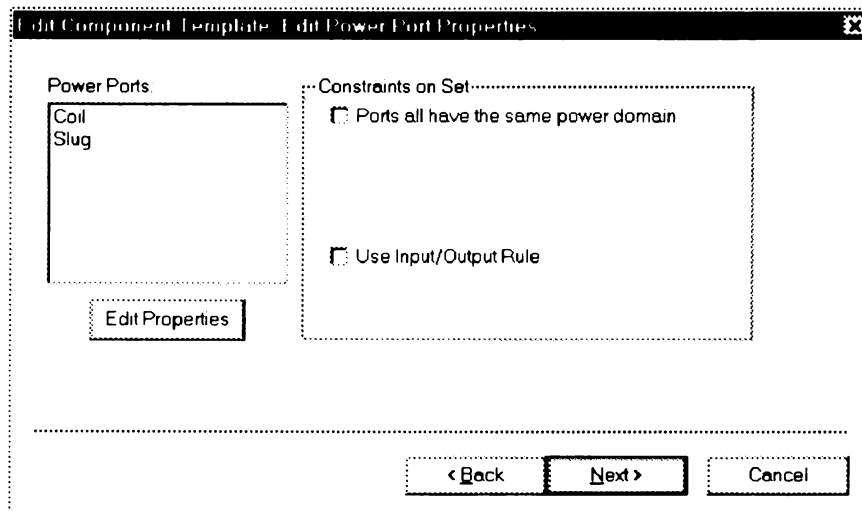 Edit Component Template: Edit Power Port Properties
Power Ports:
Coil
Slug
Edit Properties
Constraints on Set
Ports all have the same power domain
Use Input/Output Rule
< Back
Next >
Cancel